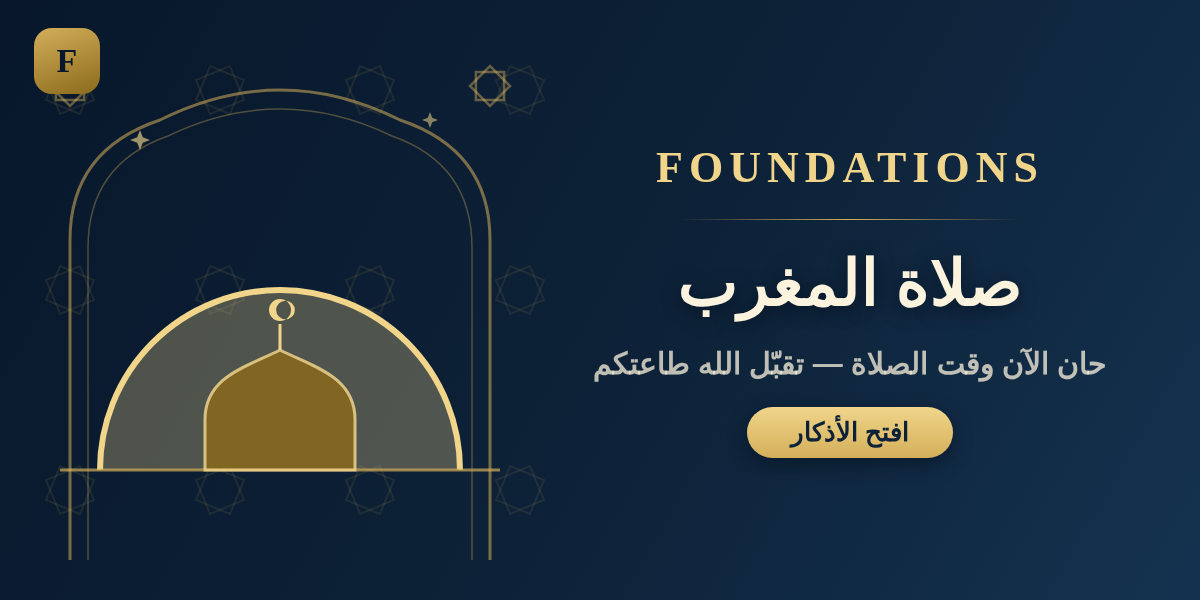 F
FOUNDATIONS
صلاة المغرب
حان الآن وقت الصلاة — تقبّل الله طاعتكم
افتح الأذكار